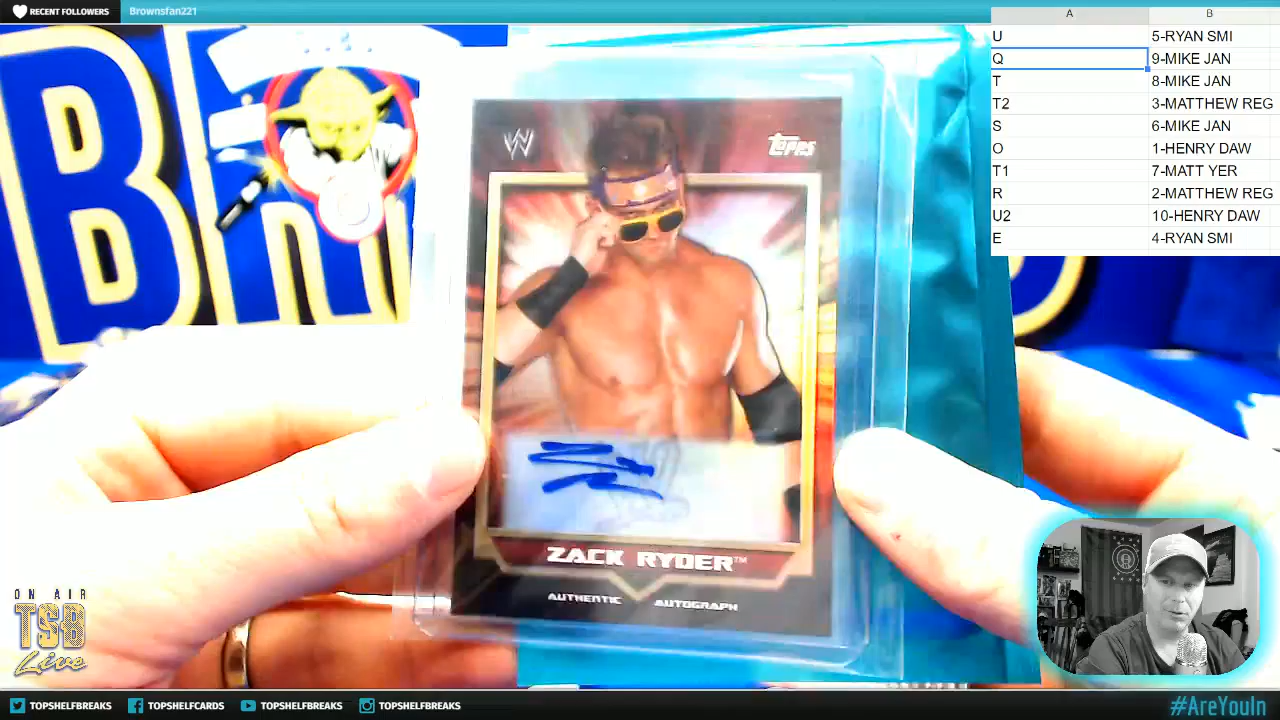 RECENT FOLLOWERS
Brownsfan221
A B
U 5-RYAN SMI
Q 9-MIKE JAN
T 8-MIKE JAN
T2 3-MATTHEW REG
S 6-MIKE JAN
O 1-HENRY DAW
T1 7-MATT YER
R 2-MATTHEW REG
U2 10-HENRY DAW
E 4-RYAN SMI
W
Topps
ZACK RYDER™
AUTHENTIC AUTOGRAPH
ON AIR
TSB
Live
TOPSHELFBREAKS TOPSHELFCARDS TOPSHELFBREAKS TOPSHELFBREAKS
#AreYouIn